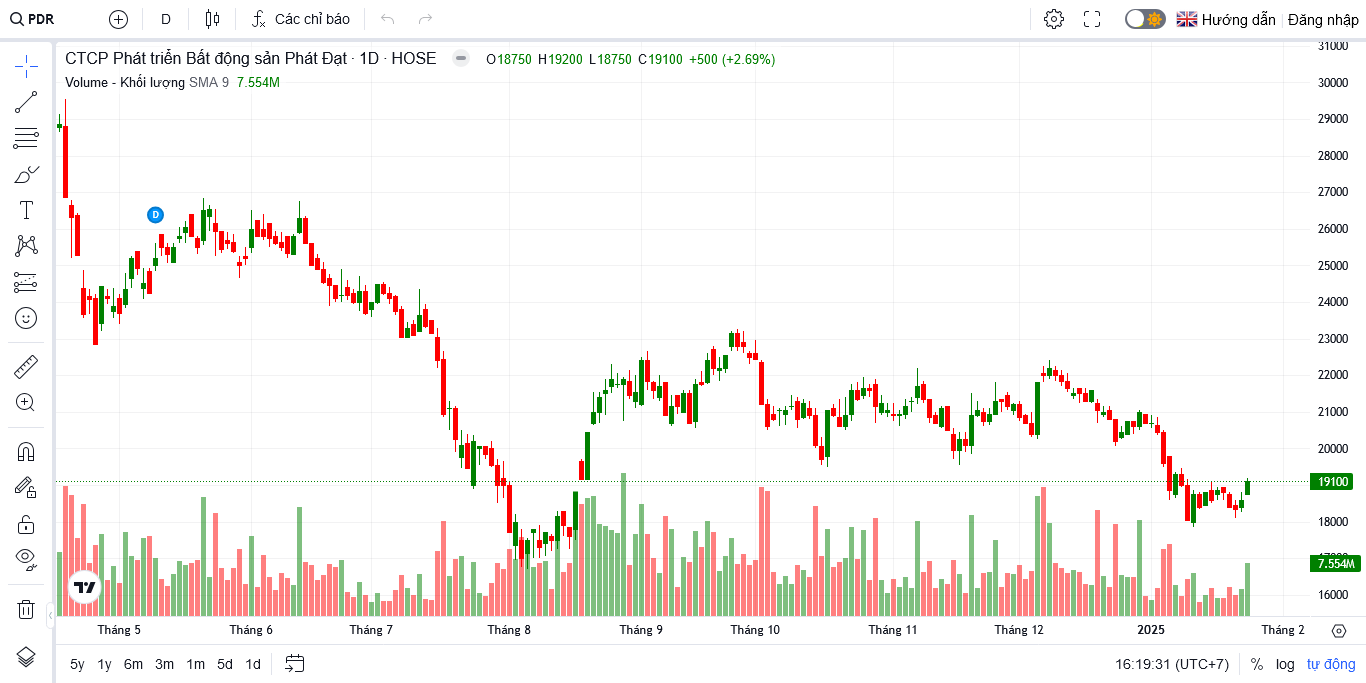 PDR D Các chỉ báo Hướng dẫn Đăng nhập
CTCP Phát triển Bất động sản Phát Đạt · 1D · HOSE O18750 H19200 L18750 C19100 +500 (+2.69%)
Volume - Khối lượng SMA 9 7.554M
D
31000
30000
29000
28000
27000
26000
25000
24000
23000
22000
21000
20000
19100
18000
17000
7.554M
16000
Tháng 5 Tháng 6 Tháng 7 Tháng 8 Tháng 9 Tháng 10 Tháng 11 Tháng 12 2025 Tháng 2
5y 1y 6m 3m 1m 5d 1d 16:19:31 (UTC+7) % log tự động